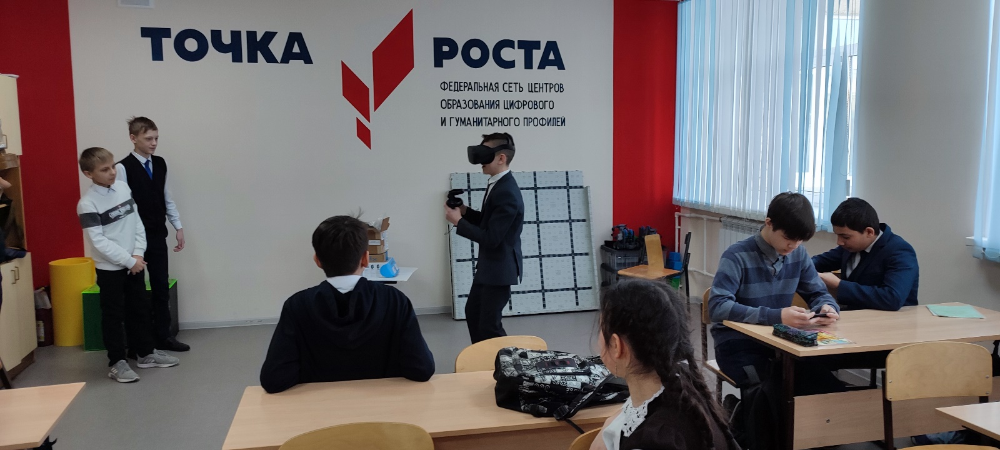 ТОЧКА РОСТА
ФЕДЕРАЛЬНАЯ СЕТЬ ЦЕНТРОВ
ОБРАЗОВАНИЯ ЦИФРОВОГО
И ГУМАНИТАРНОГО ПРОФИЛЕЙ